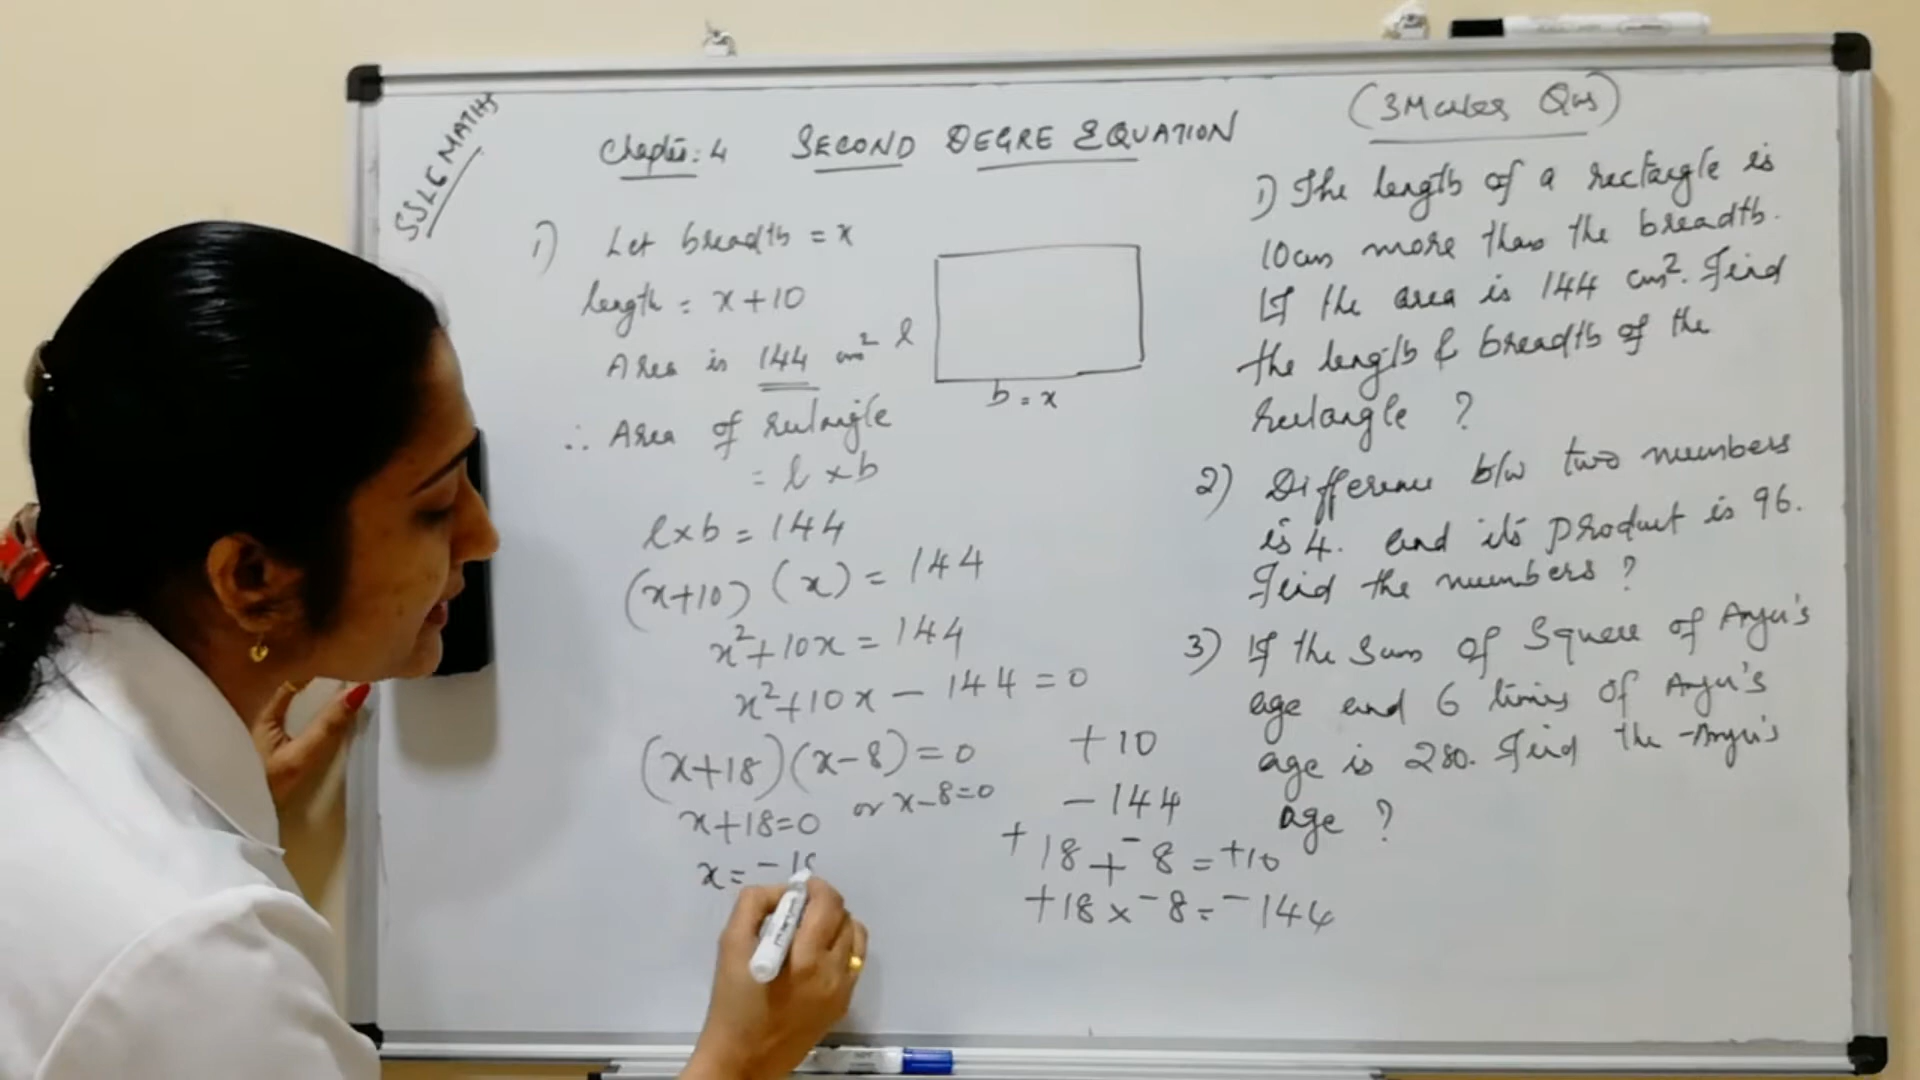 SSLC MATHS
Chapter: 4 SECOND DEGRE EQUATION
(3 Marks Qns)
1) Let breadth = x
length = x+10
Area is 144 cm²
∴ Area of rectangle
= l × b
l×b = 144
(x+10) (x) = 144
x²+10x = 144
x²+10x - 144 = 0
(x+18)(x-8) = 0
x+18=0 or x-8=0
x = -18
l
b = x
+10
-144
+18 + -8 = +10
+18 × -8 = -144
1) The length of a rectangle is
10cm more than the breadth.
If the area is 144 cm². Find
the length & breadth of the
rectangle ?
2) Difference b/w two numbers
is 4. and its product is 96.
Find the numbers ?
3) If the Sum of Square of Anju's
age and 6 times of Anju's
age is 280. Find the Anju's
age ?